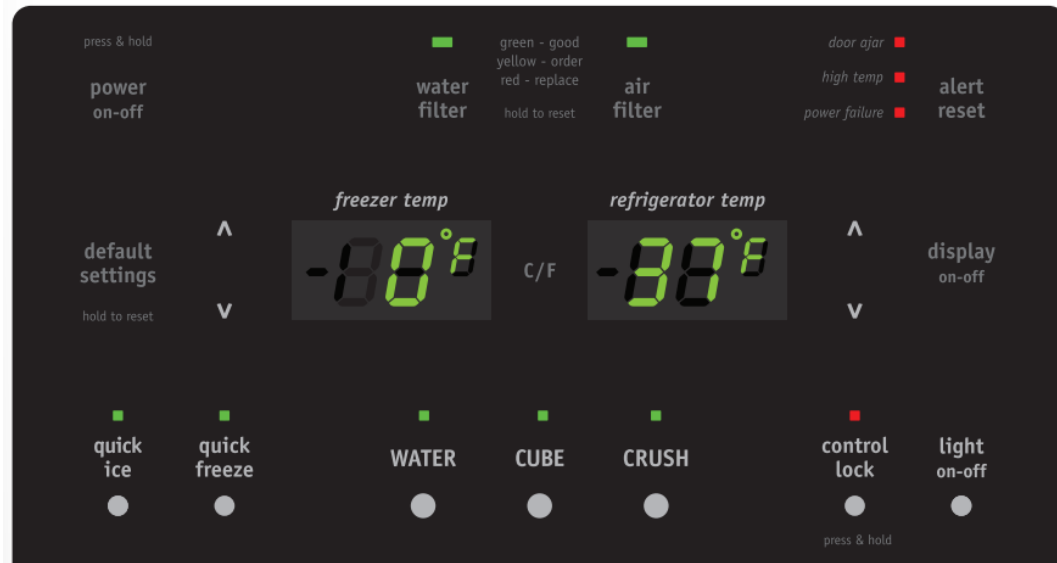 press & hold
power
on-off
water
filter
green - good
yellow - order
red - replace
hold to reset
air
filter
door ajar
high temp
power failure
alert
reset
default
settings
hold to reset
^
v
freezer temp
0°F
C/F
refrigerator temp
37°F
^
v
display
on-off
quick
ice
quick
freeze
WATER
CUBE
CRUSH
control
lock
press & hold
light
on-off